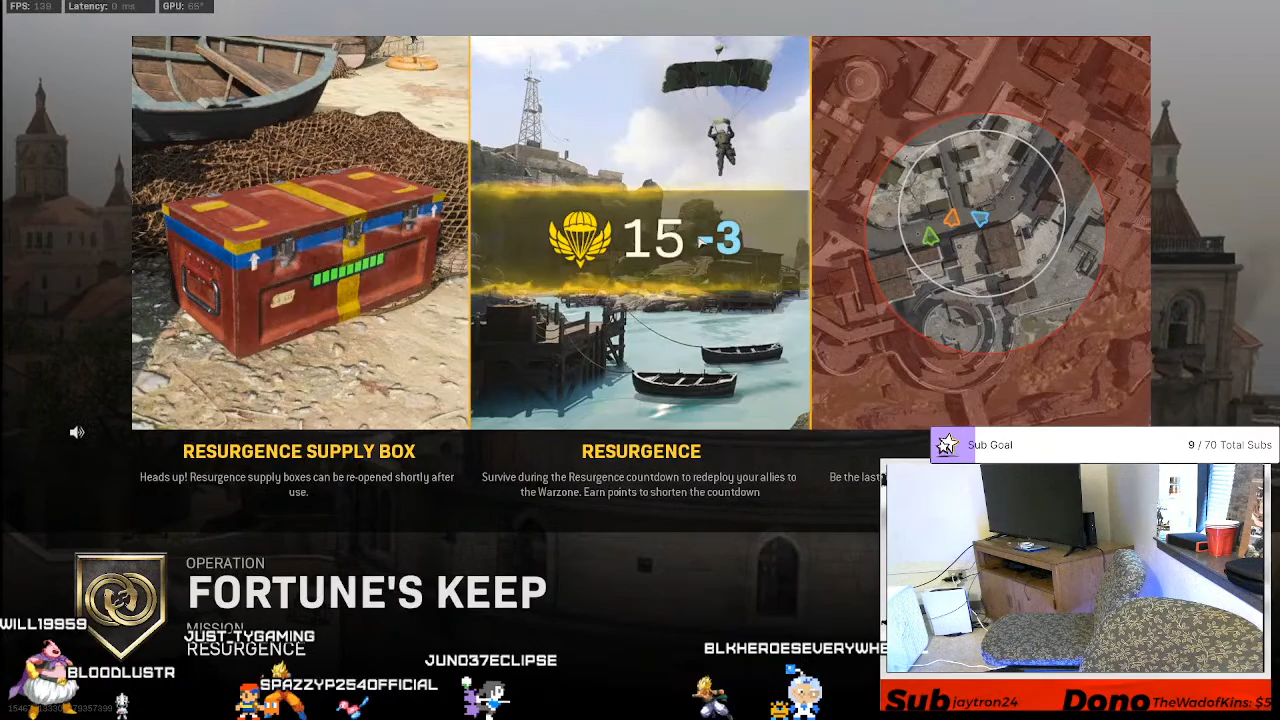 FPS: 139 Latency: 0 ms GPU: 65°
15 -3
RESURGENCE SUPPLY BOX
Heads up! Resurgence supply boxes can be re-opened shortly after
use.
RESURGENCE
Survive during the Resurgence countdown to redeploy your allies to
the Warzone. Earn points to shorten the countdown
Be the last
Sub Goal
9 / 70 Total Subs
OPERATION
FORTUNE'S KEEP
MISSION
RESURGENCE
WILL19959
JUST_TYGAMING
BLOODLUSTR
SPAZZYP254OFFICIAL
JUNO37ECLIPSE
BLKHEROESEVERYWHE
Sub jaytron24
Dono TheWadofKins: $5